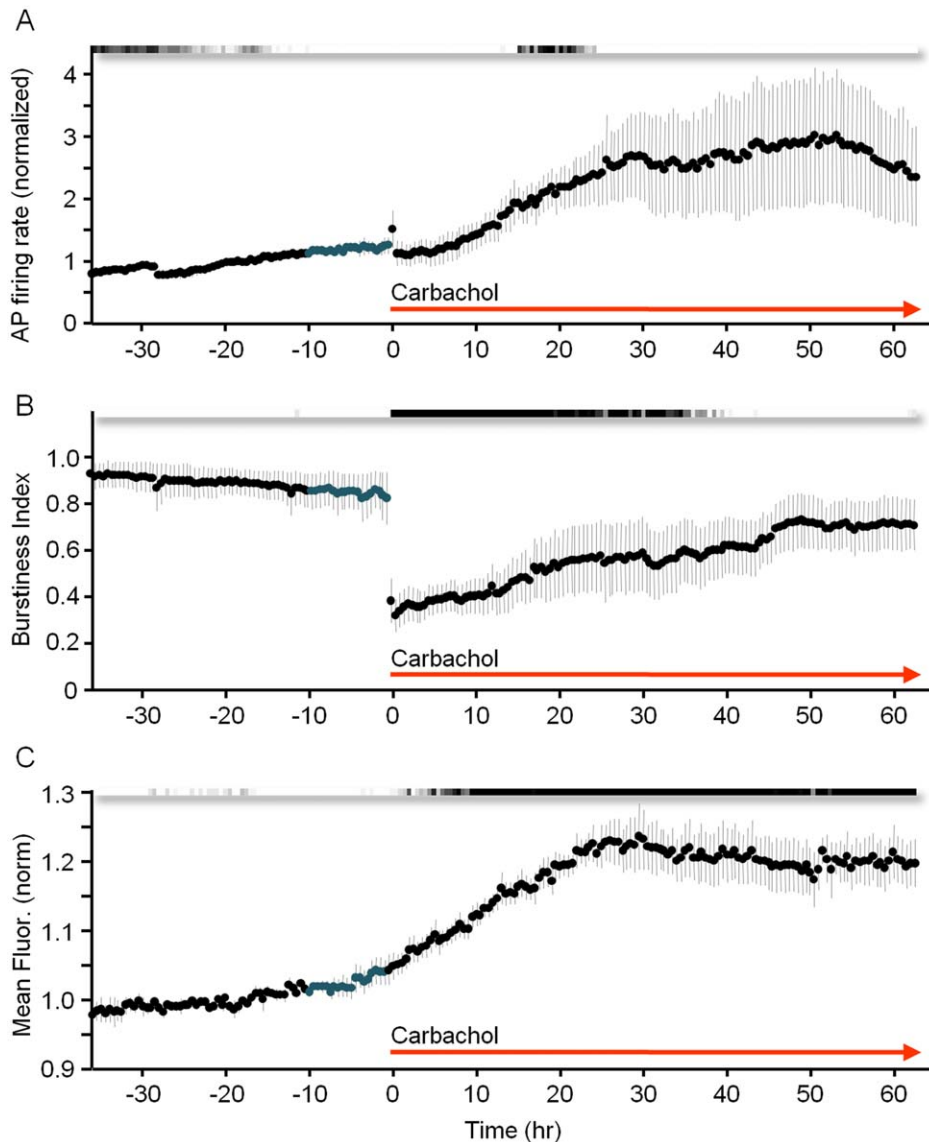 A
AP firing rate (normalized)
4
3
2
1
0
Carbachol
-30 -20 -10 0 10 20 30 40 50 60
B
Burstiness Index
1.0
0.8
0.6
0.4
0.2
0
Carbachol
-30 -20 -10 0 10 20 30 40 50 60
C
Mean Fluor. (norm)
1.3
1.2
1.1
1.0
0.9
Carbachol
-30 -20 -10 0 10 20 30 40 50 60
Time (hr)